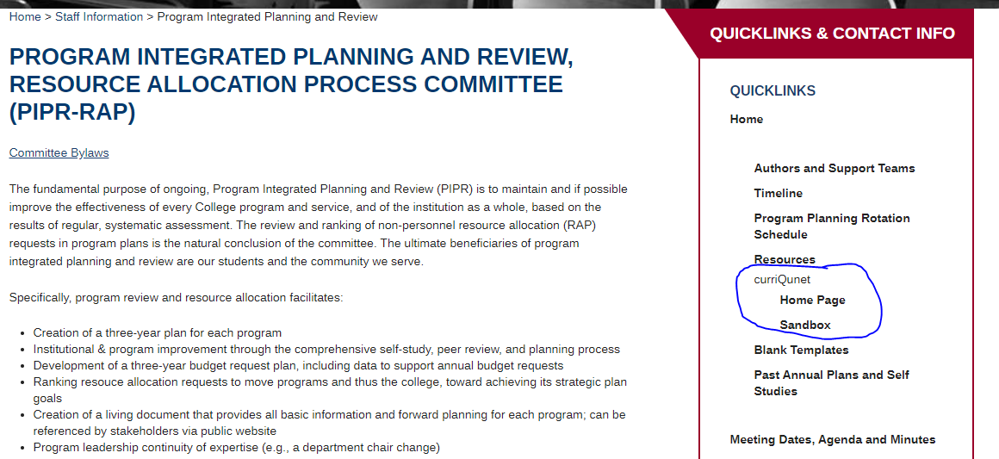 Home > Staff Information > Program Integrated Planning and Review
PROGRAM INTEGRATED PLANNING AND REVIEW,
RESOURCE ALLOCATION PROCESS COMMITTEE
(PIPR-RAP)
Committee Bylaws
The fundamental purpose of ongoing, Program Integrated Planning and Review (PIPR) is to maintain and if possible
improve the effectiveness of every College program and service, and of the institution as a whole, based on the
results of regular, systematic assessment. The review and ranking of non-personnel resource allocation (RAP)
requests in program plans is the natural conclusion of the committee. The ultimate beneficiaries of program
integrated planning and review are our students and the community we serve.
Specifically, program review and resource allocation facilitates:
• Creation of a three-year plan for each program
• Institutional & program improvement through the comprehensive self-study, peer review, and planning process
• Development of a three-year budget request plan, including data to support annual budget requests
• Ranking resouce allocation requests to move programs and thus the college, toward achieving its strategic plan
goals
• Creation of a living document that provides all basic information and forward planning for each program; can be
referenced by stakeholders via public website
• Program leadership continuity of expertise (e.g., a department chair change)
QUICKLINKS & CONTACT INFO
QUICKLINKS
Home
Authors and Support Teams
Timeline
Program Planning Rotation
Schedule
Resources
curriQunet
Home Page
Sandbox
Blank Templates
Past Annual Plans and Self
Studies
Meeting Dates, Agenda and Minutes